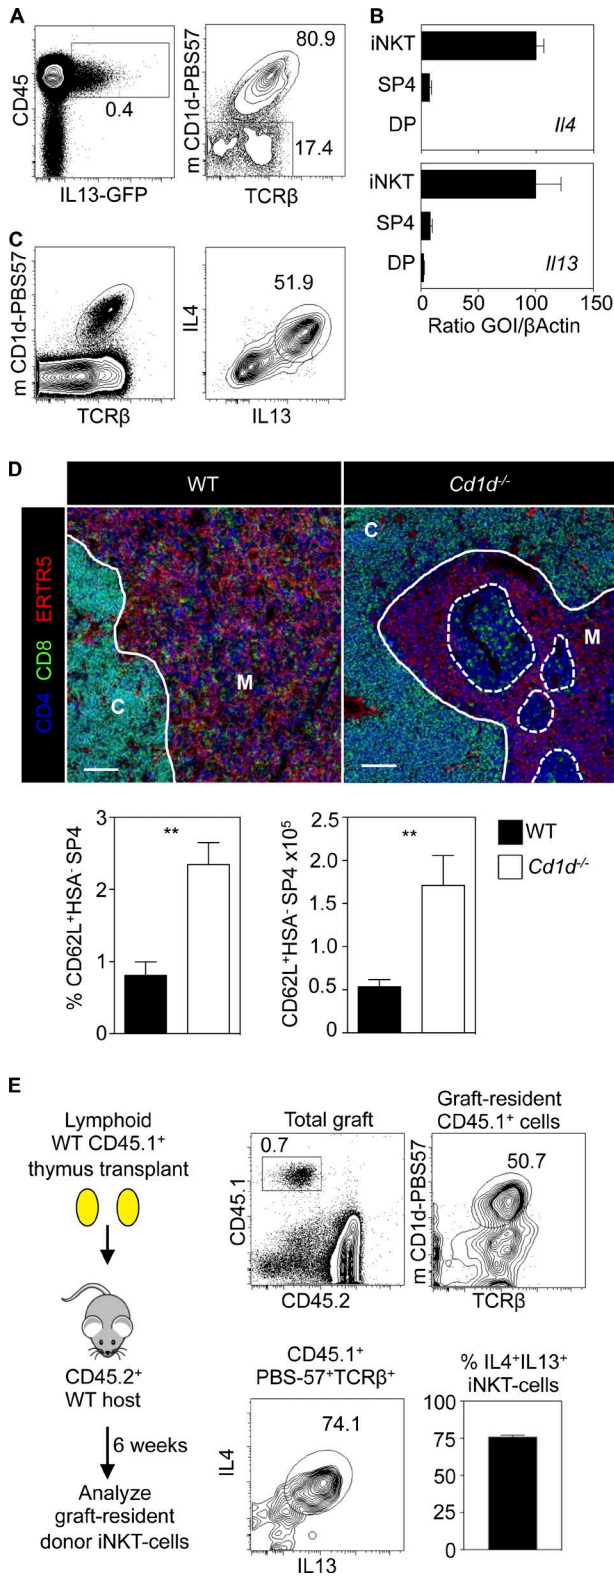 A
CD45
0.4
IL13-GFP
m CD1d-PBS57
80.9
17.4
TCRβ
B
iNKT
SP4
DP
Il4
iNKT
SP4
DP
Il13
0 50 100 150
Ratio GOI/βActin
C
m CD1d-PBS57
TCRβ
IL4
51.9
IL13
D
WT
Cd1d-/-
CD4 CD8 ERTR5
C
M
C
M
% CD62L+HSA- SP4
3
2
1
0
**
CD62L+HSA- SP4 x10⁵
2.5
2.0
1.5
1.0
0.5
0
**
WT
Cd1d-/-
E
Lymphoid
WT CD45.1+
thymus transplant
CD45.2+
WT host
6 weeks
Analyze
graft-resident
donor iNKT-cells
Total graft
0.7
CD45.1
CD45.2
Graft-resident
CD45.1+ cells
50.7
m CD1d-PBS57
TCRβ
CD45.1+
PBS-57+TCRβ+
74.1
IL4
IL13
% IL4+IL13+
iNKT-cells
100
75
50
25
0